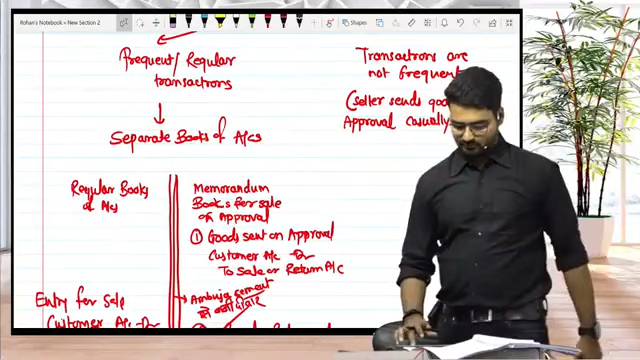 Rohan's Notebook • New Section 2
Shapes
Frequent/Regular
transactions
Separate Books of A/cs
Transactions are
not frequent
(seller sends goo
Approval casually
Regular Books
of A/cs
Memorandum
Books for sale
on Approval
① Goods sent on Approval
Customer A/c Dr
To Sale or Return A/c
Ambuja cement
Entry for Sale
Customer A/c Dr